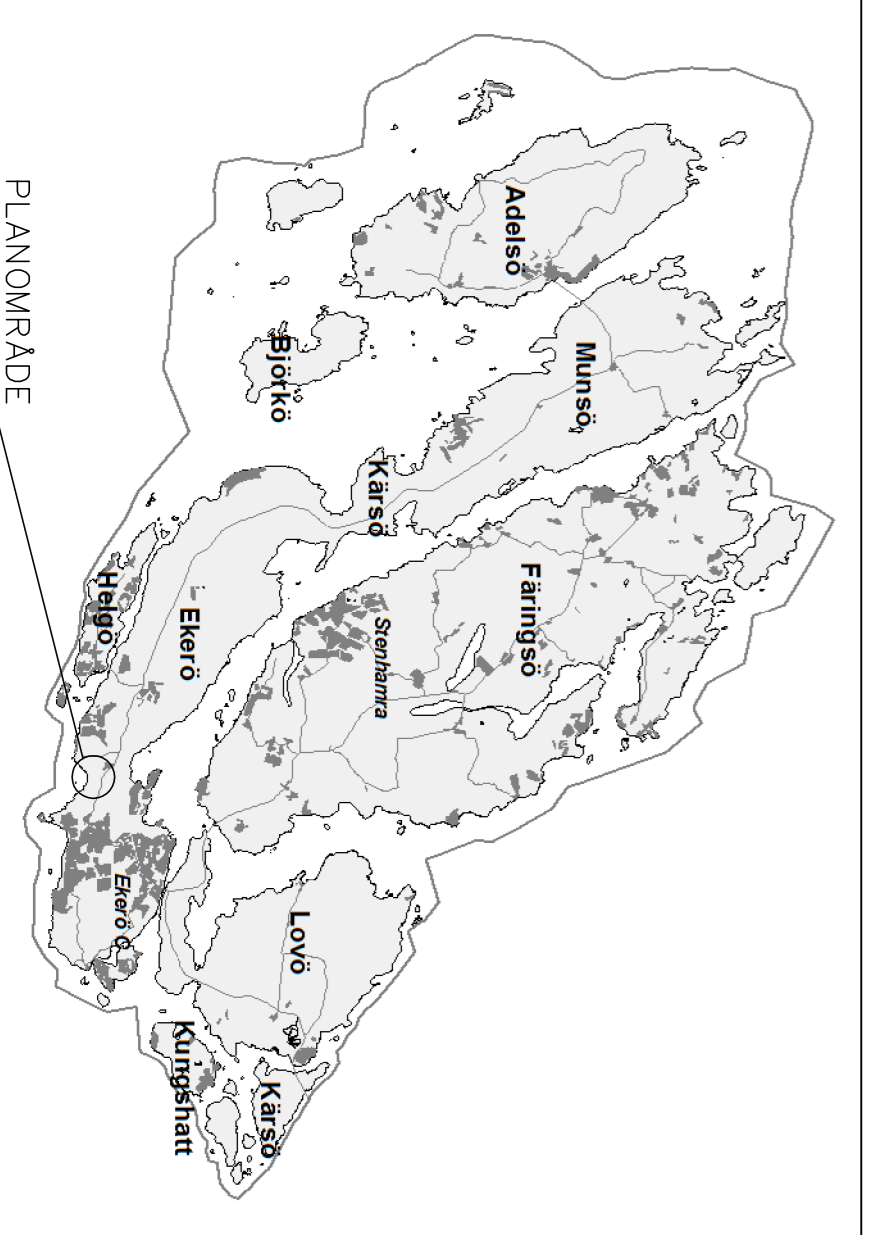 Munsö
Färingsö
Adelsö
Stenhamra
Kärsö
Lovö
Björkö
Kärsö
Ekerö
Kungshatt
Ekerö C
Helgö
PLANOMRÅDE